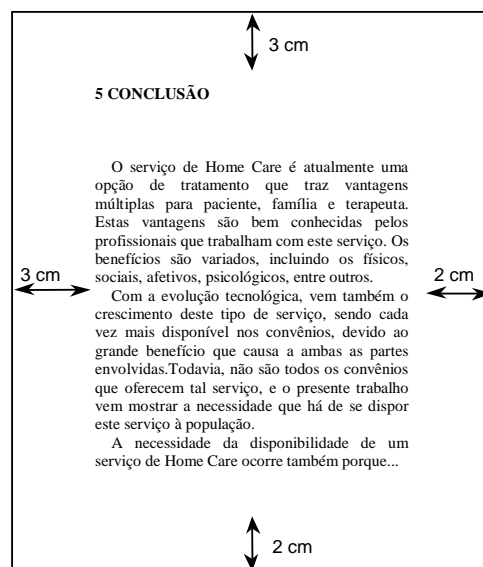 3 cm
5 CONCLUSÃO
O serviço de Home Care é atualmente uma
opção de tratamento que traz vantagens
múltiplas para paciente, família e terapeuta.
Estas vantagens são bem conhecidas pelos
profissionais que trabalham com este serviço. Os
benefícios são variados, incluindo os físicos,
sociais, afetivos, psicológicos, entre outros.
3 cm
2 cm
Com a evolução tecnológica, vem também o
crescimento deste tipo de serviço, sendo cada
vez mais disponível nos convênios, devido ao
grande benefício que causa a ambas as partes
envolvidas.Todavia, não são todos os convênios
que oferecem tal serviço, e o presente trabalho
vem mostrar a necessidade que há de se dispor
este serviço à população.
A necessidade da disponibilidade de um
serviço de Home Care ocorre também porque...
2 cm